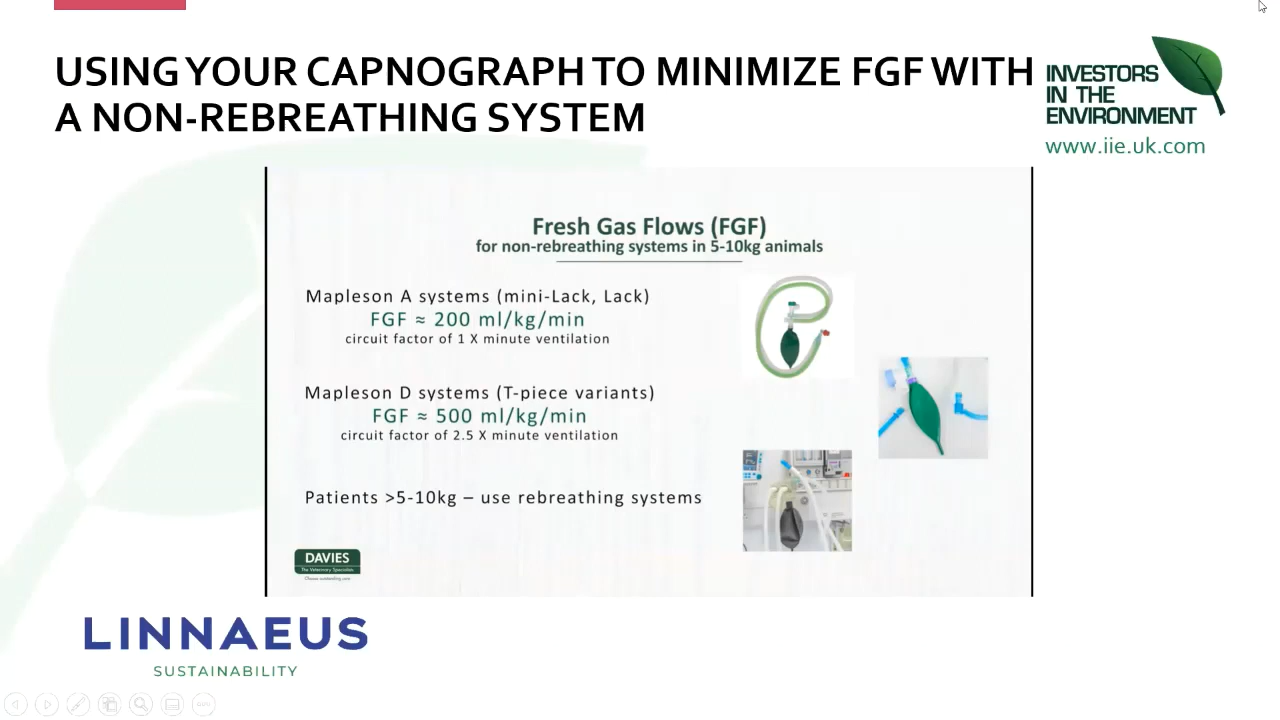 USING YOUR CAPNOGRAPH TO MINIMIZE FGF WITH
A NON-REBREATHING SYSTEM
INVESTORS
IN THE
ENVIRONMENT
www.iie.uk.com
Fresh Gas Flows (FGF)
for non-rebreathing systems in 5-10kg animals
Mapleson A systems (mini-Lack, Lack)
FGF ≈ 200 ml/kg/min
circuit factor of 1 X minute ventilation
Mapleson D systems (T-piece variants)
FGF ≈ 500 ml/kg/min
circuit factor of 2.5 X minute ventilation
Patients >5-10kg – use rebreathing systems
DAVIES
The Veterinary Specialists
LINNAEUS
SUSTAINABILITY